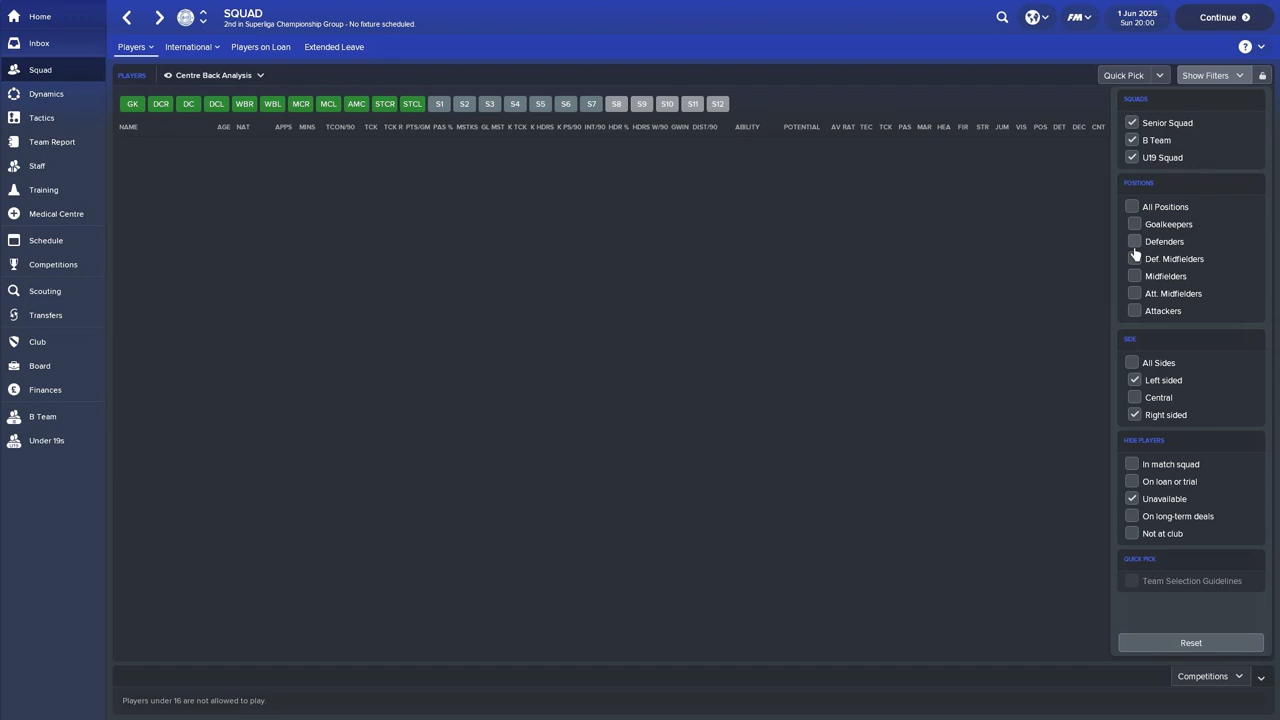 Home
Inbox
Squad
Dynamics
Tactics
Team Report
Staff
Training
Medical Centre
Schedule
Competitions
Scouting
Transfers
Club
Board
Finances
B Team
Under 19s
SQUAD
2nd in Superliga Championship Group - No fixture scheduled.
FM
1 Jun 2025
Sun 20:00
Continue
Players
International
Players on Loan
Extended Leave
?
PLAYERS
Centre Back Analysis
Quick Pick
Show Filters
GK DCR DC DCL WBR WBL MCR MCL AMC STCR STCL S1 S2 S3 S4 S5 S6 S7 S8 S9 S10 S11 S12
NAME AGE NAT APPS MINS TCON/90 TCK TCK R PTS/GM PAS % MSTKS GL MST K TCK K HDRS K PS/90 INT/90 HDR % HDRS W/90 GWIN DIST/90 ABILITY POTENTIAL AV RAT TEC TCK PAS MAR HEA FIR STR JUM VIS POS DET DEC CNT
SQUADS
Senior Squad
B Team
U19 Squad
POSITIONS
All Positions
Goalkeepers
Defenders
Def. Midfielders
Midfielders
Att. Midfielders
Attackers
SIDE
All Sides
Left sided
Central
Right sided
HIDE PLAYERS
In match squad
On loan or trial
Unavailable
On long-term deals
Not at club
QUICK PICK
Team Selection Guidelines
Reset
Competitions
Players under 16 are not allowed to play.